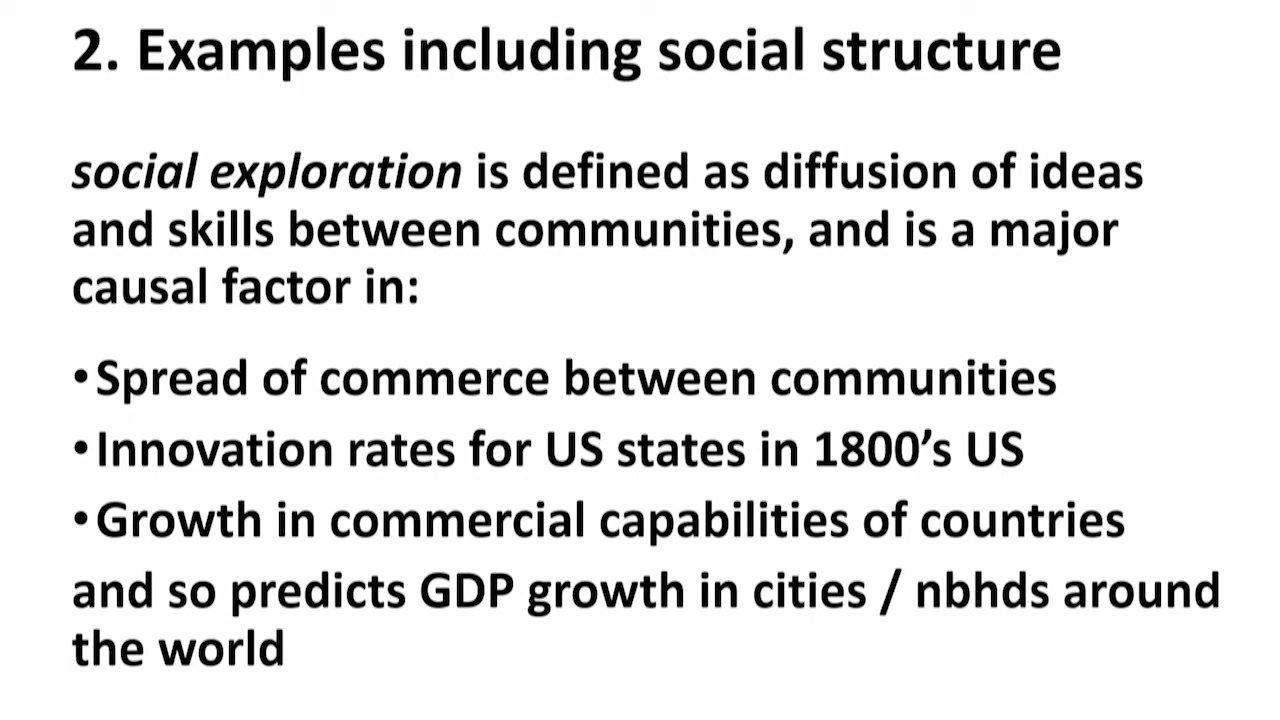 2. Examples including social structure
social exploration is defined as diffusion of ideas
and skills between communities, and is a major
causal factor in:
•Spread of commerce between communities
•Innovation rates for US states in 1800’s US
•Growth in commercial capabilities of countries
and so predicts GDP growth in cities / nbhds around
the world